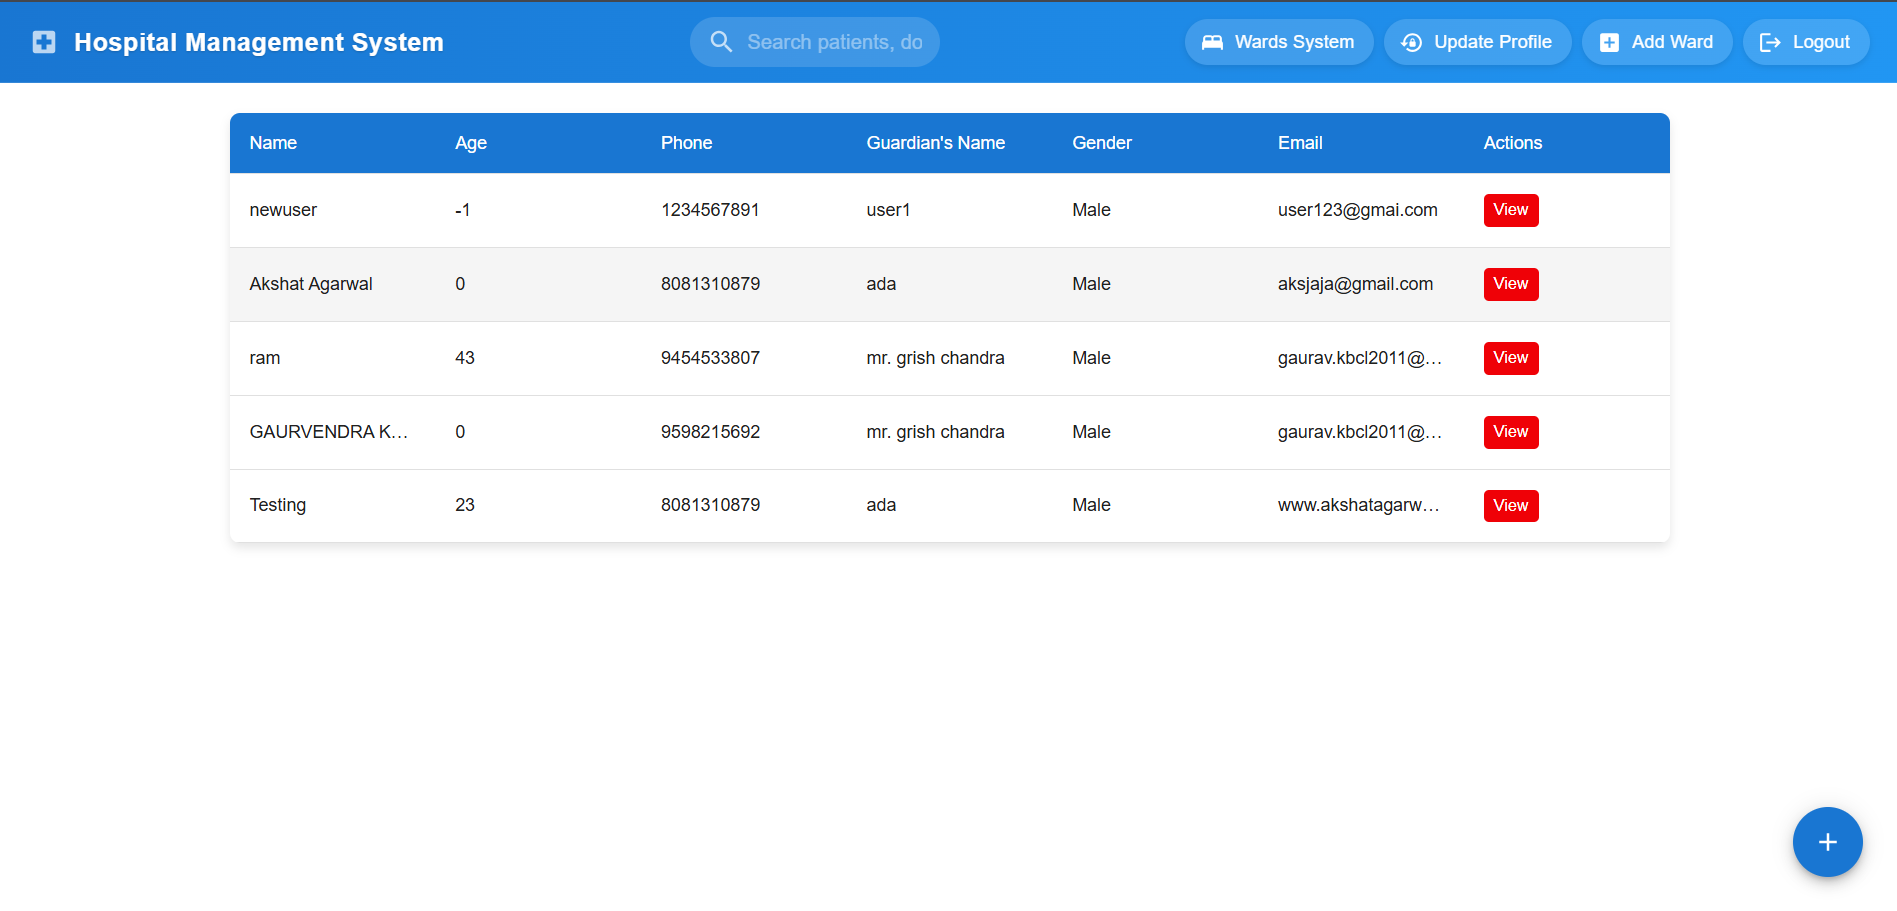 Hospital Management System Search patients, do Wards System Update Profile Add Ward Logout
Name Age Phone Guardian's Name Gender Email Actions
newuser -1 1234567891 user1 Male user123@gmai.com View
Akshat Agarwal 0 8081310879 ada Male aksjaja@gmail.com View
ram 43 9454533807 mr. grish chandra Male gaurav.kbcl2011@... View
GAURVENDRA K... 0 9598215692 mr. grish chandra Male gaurav.kbcl2011@... View
Testing 23 8081310879 ada Male www.akshatagarw... View
+